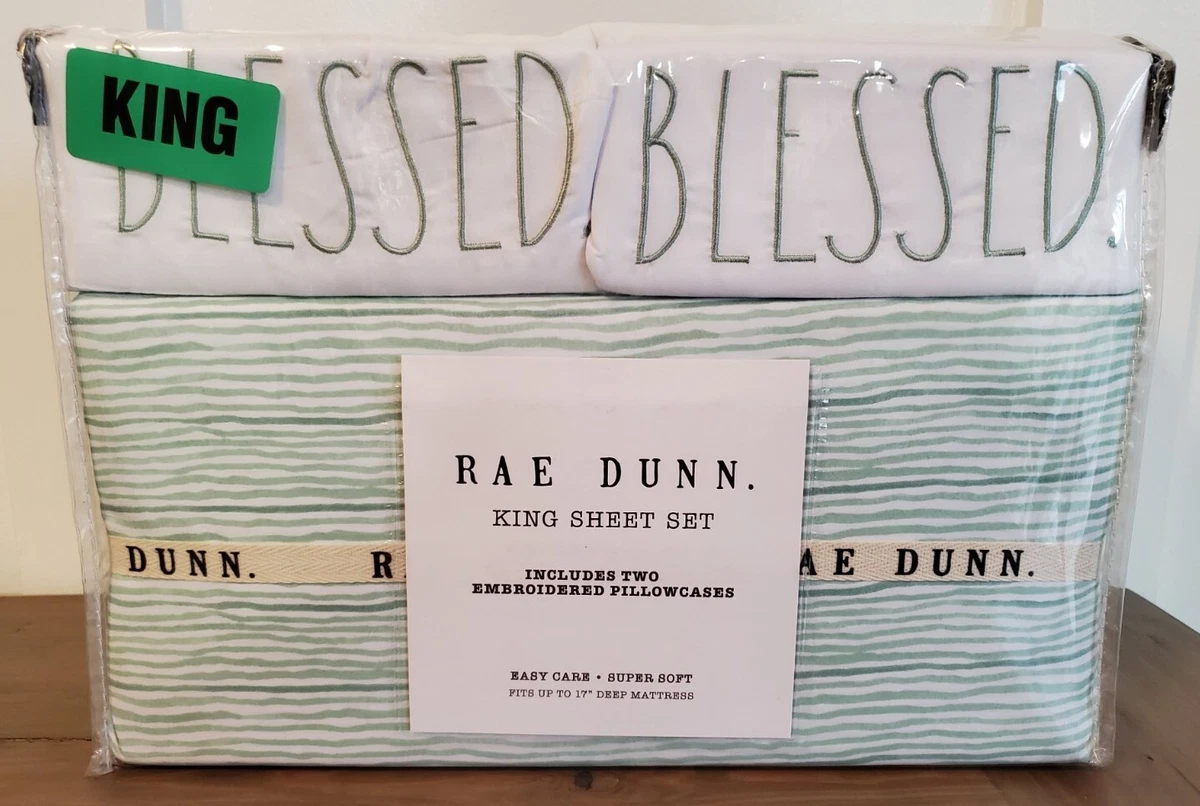 KING
BLESSED
BLESSED.
RAE DUNN.
KING SHEET SET
DUNN. R
AE DUNN.
INCLUDES TWO
EMBROIDERED PILLOWCASES
EASY CARE • SUPER SOFT
FITS UP TO 17" DEEP MATTRESS